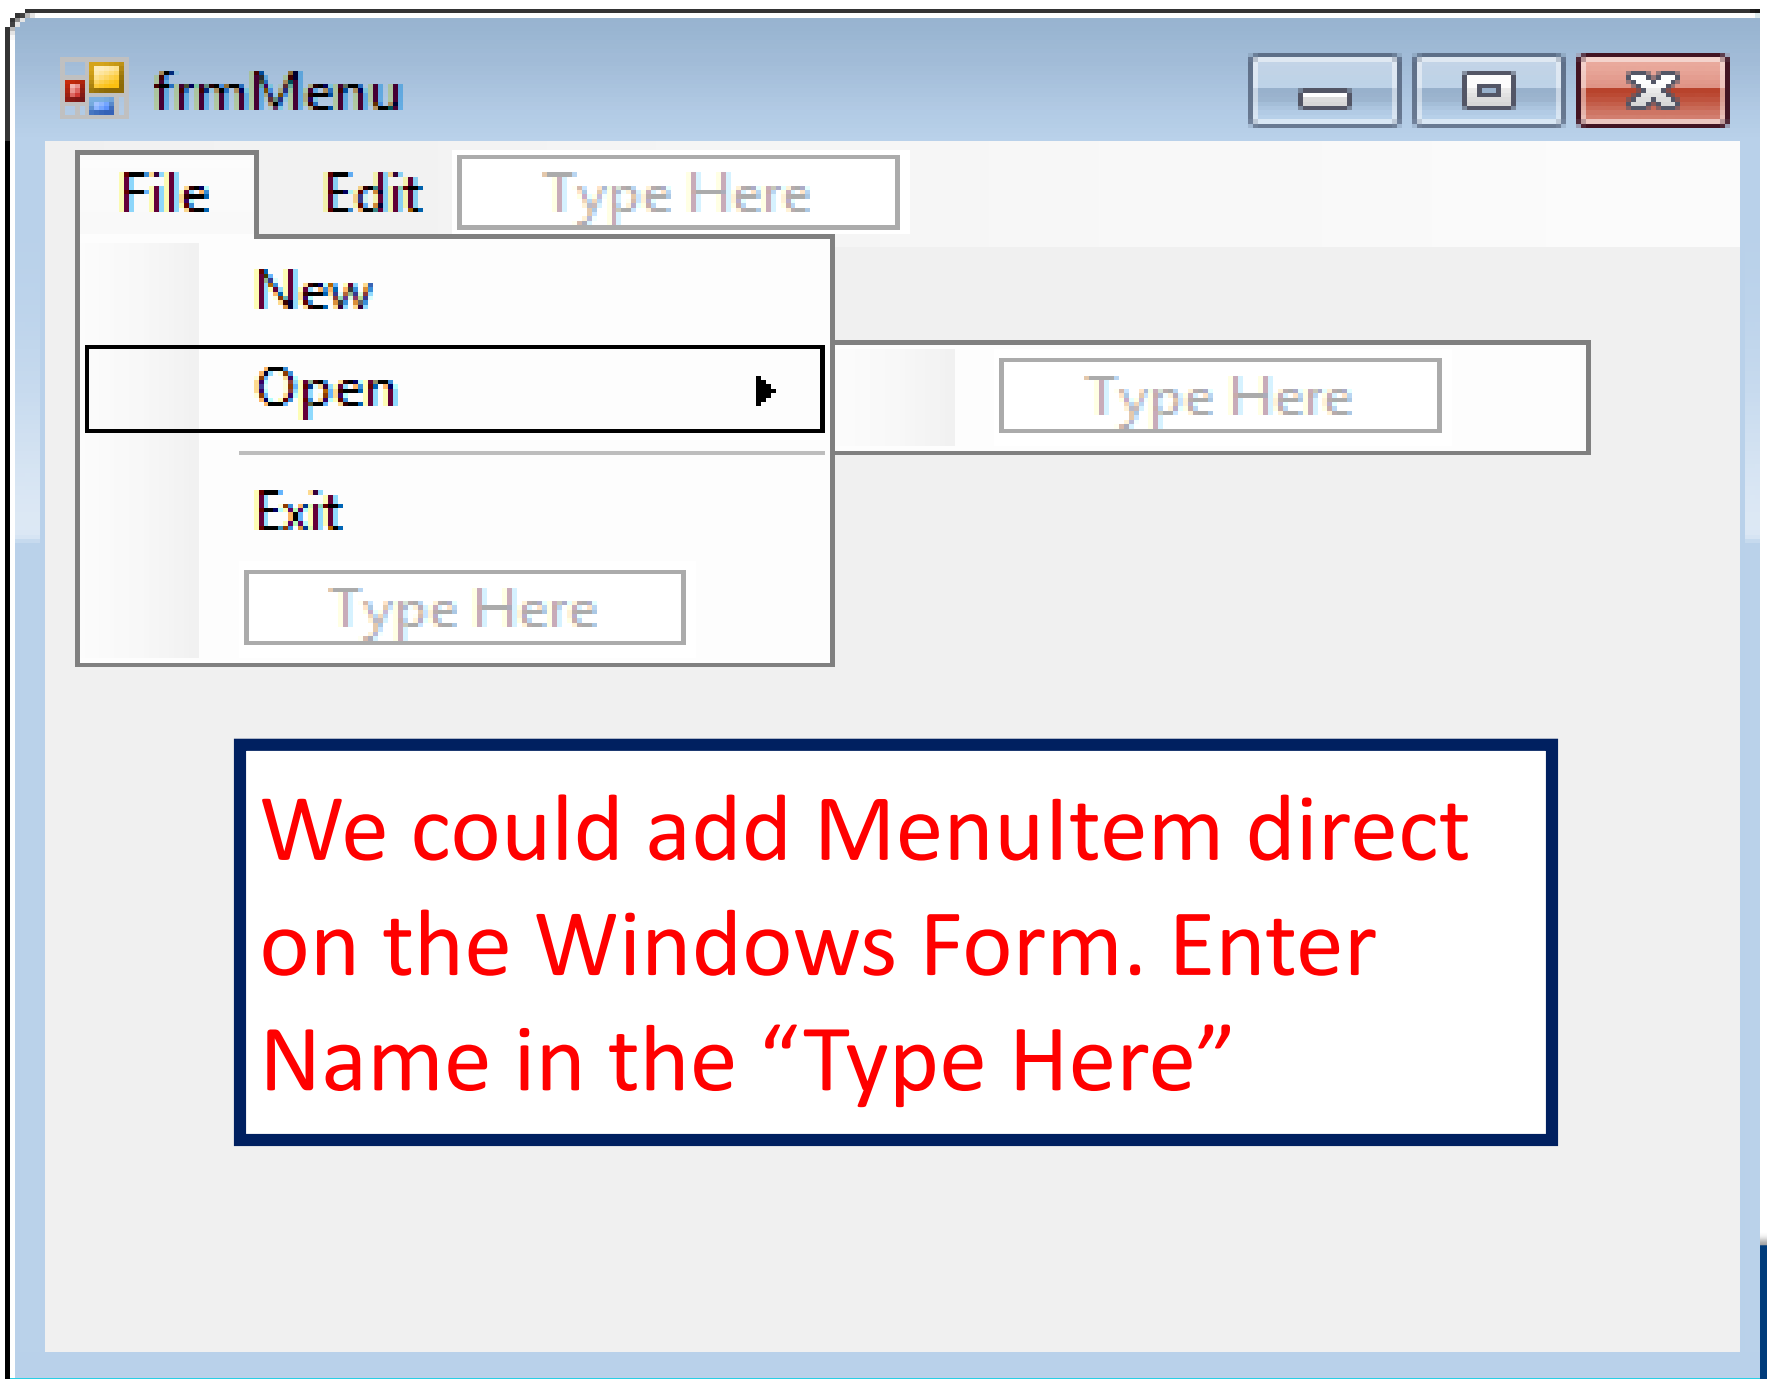 frmMenu
File Edit Type Here
New
Open Type Here
Exit
Type Here
We could add MenuItem direct
on the Windows Form. Enter
Name in the “Type Here”